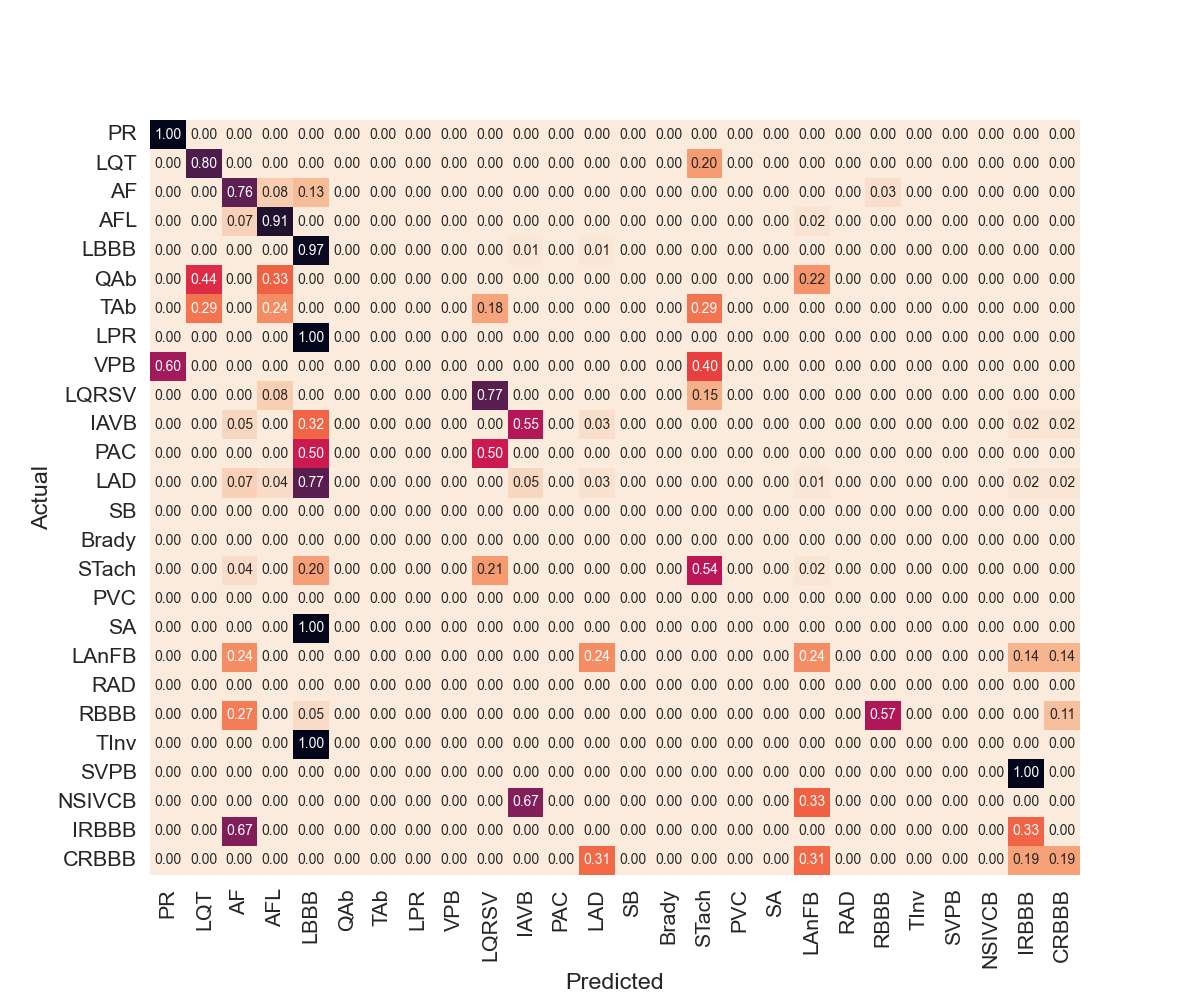 PR 1.00 0.00 0.00 0.00 0.00 0.00 0.00 0.00 0.00 0.00 0.00 0.00 0.00 0.00 0.00 0.00 0.00 0.00 0.00 0.00 0.00 0.00 0.00 0.00 0.00 0.00
LQT 0.00 0.80 0.00 0.00 0.00 0.00 0.00 0.00 0.00 0.00 0.00 0.00 0.00 0.00 0.00 0.20 0.00 0.00 0.00 0.00 0.00 0.00 0.00 0.00 0.00 0.00
AF 0.00 0.00 0.76 0.08 0.13 0.00 0.00 0.00 0.00 0.00 0.00 0.00 0.00 0.00 0.00 0.00 0.00 0.00 0.00 0.00 0.03 0.00 0.00 0.00 0.00 0.00
AFL 0.00 0.00 0.07 0.91 0.00 0.00 0.00 0.00 0.00 0.00 0.00 0.00 0.00 0.00 0.00 0.00 0.00 0.00 0.02 0.00 0.00 0.00 0.00 0.00 0.00 0.00
LBBB 0.00 0.00 0.00 0.00 0.97 0.00 0.00 0.00 0.00 0.00 0.01 0.00 0.01 0.00 0.00 0.00 0.00 0.00 0.00 0.00 0.00 0.00 0.00 0.00 0.00 0.00
QAb 0.00 0.44 0.00 0.33 0.00 0.00 0.00 0.00 0.00 0.00 0.00 0.00 0.00 0.00 0.00 0.00 0.00 0.00 0.22 0.00 0.00 0.00 0.00 0.00 0.00 0.00
TAb 0.00 0.29 0.00 0.24 0.00 0.00 0.00 0.00 0.00 0.18 0.00 0.00 0.00 0.00 0.00 0.29 0.00 0.00 0.00 0.00 0.00 0.00 0.00 0.00 0.00 0.00
LPR 0.00 0.00 0.00 0.00 1.00 0.00 0.00 0.00 0.00 0.00 0.00 0.00 0.00 0.00 0.00 0.00 0.00 0.00 0.00 0.00 0.00 0.00 0.00 0.00 0.00 0.00
VPB 0.60 0.00 0.00 0.00 0.00 0.00 0.00 0.00 0.00 0.00 0.00 0.00 0.00 0.00 0.00 0.40 0.00 0.00 0.00 0.00 0.00 0.00 0.00 0.00 0.00 0.00
LQRSV 0.00 0.00 0.00 0.08 0.00 0.00 0.00 0.00 0.00 0.77 0.00 0.00 0.00 0.00 0.00 0.15 0.00 0.00 0.00 0.00 0.00 0.00 0.00 0.00 0.00 0.00
IAVB 0.00 0.00 0.05 0.00 0.32 0.00 0.00 0.00 0.00 0.00 0.55 0.00 0.03 0.00 0.00 0.00 0.00 0.00 0.00 0.00 0.00 0.00 0.00 0.00 0.02 0.02
PAC 0.00 0.00 0.00 0.00 0.50 0.00 0.00 0.00 0.00 0.50 0.00 0.00 0.00 0.00 0.00 0.00 0.00 0.00 0.00 0.00 0.00 0.00 0.00 0.00 0.00 0.00
LAD 0.00 0.00 0.07 0.04 0.77 0.00 0.00 0.00 0.00 0.00 0.05 0.00 0.03 0.00 0.00 0.00 0.00 0.00 0.01 0.00 0.00 0.00 0.00 0.00 0.02 0.02
SB 0.00 0.00 0.00 0.00 0.00 0.00 0.00 0.00 0.00 0.00 0.00 0.00 0.00 0.00 0.00 0.00 0.00 0.00 0.00 0.00 0.00 0.00 0.00 0.00 0.00 0.00
Brady 0.00 0.00 0.00 0.00 0.00 0.00 0.00 0.00 0.00 0.00 0.00 0.00 0.00 0.00 0.00 0.00 0.00 0.00 0.00 0.00 0.00 0.00 0.00 0.00 0.00 0.00
STach 0.00 0.00 0.04 0.00 0.20 0.00 0.00 0.00 0.00 0.21 0.00 0.00 0.00 0.00 0.00 0.54 0.00 0.00 0.02 0.00 0.00 0.00 0.00 0.00 0.00 0.00
PVC 0.00 0.00 0.00 0.00 0.00 0.00 0.00 0.00 0.00 0.00 0.00 0.00 0.00 0.00 0.00 0.00 0.00 0.00 0.00 0.00 0.00 0.00 0.00 0.00 0.00 0.00
SA 0.00 0.00 0.00 0.00 1.00 0.00 0.00 0.00 0.00 0.00 0.00 0.00 0.00 0.00 0.00 0.00 0.00 0.00 0.00 0.00 0.00 0.00 0.00 0.00 0.00 0.00
LAnFB 0.00 0.00 0.24 0.00 0.00 0.00 0.00 0.00 0.00 0.00 0.00 0.00 0.24 0.00 0.00 0.00 0.00 0.00 0.24 0.00 0.00 0.00 0.00 0.00 0.14 0.14
RAD 0.00 0.00 0.00 0.00 0.00 0.00 0.00 0.00 0.00 0.00 0.00 0.00 0.00 0.00 0.00 0.00 0.00 0.00 0.00 0.00 0.00 0.00 0.00 0.00 0.00 0.00
RBBB 0.00 0.00 0.27 0.00 0.05 0.00 0.00 0.00 0.00 0.00 0.00 0.00 0.00 0.00 0.00 0.00 0.00 0.00 0.00 0.00 0.57 0.00 0.00 0.00 0.00 0.11
TInv 0.00 0.00 0.00 0.00 1.00 0.00 0.00 0.00 0.00 0.00 0.00 0.00 0.00 0.00 0.00 0.00 0.00 0.00 0.00 0.00 0.00 0.00 0.00 0.00 0.00 0.00
SVPB 0.00 0.00 0.00 0.00 0.00 0.00 0.00 0.00 0.00 0.00 0.00 0.00 0.00 0.00 0.00 0.00 0.00 0.00 0.00 0.00 0.00 0.00 0.00 0.00 1.00 0.00
NSIVCB 0.00 0.00 0.00 0.00 0.00 0.00 0.00 0.00 0.00 0.00 0.67 0.00 0.00 0.00 0.00 0.00 0.00 0.00 0.33 0.00 0.00 0.00 0.00 0.00 0.00 0.00
IRBBB 0.00 0.00 0.67 0.00 0.00 0.00 0.00 0.00 0.00 0.00 0.00 0.00 0.00 0.00 0.00 0.00 0.00 0.00 0.00 0.00 0.00 0.00 0.00 0.00 0.33 0.00
CRBBB 0.00 0.00 0.00 0.00 0.00 0.00 0.00 0.00 0.00 0.00 0.00 0.00 0.31 0.00 0.00 0.00 0.00 0.00 0.31 0.00 0.00 0.00 0.00 0.00 0.19 0.19
Actual
PR LQT AF AFL LBBB QAb TAb LPR VPB LQRSV IAVB PAC LAD SB Brady STach PVC SA LAnFB RAD RBBB TInv SVPB NSIVCB IRBBB CRBBB
Predicted